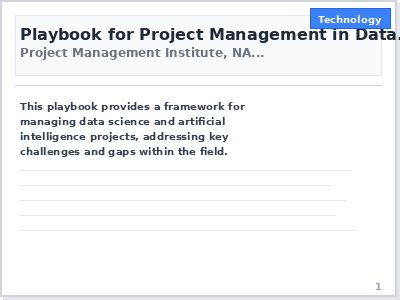 Technology
Playbook for Project Management in Data.
Project Management Institute, NA...
This playbook provides a framework for
managing data science and artificial
intelligence projects, addressing key
challenges and gaps within the field.
1